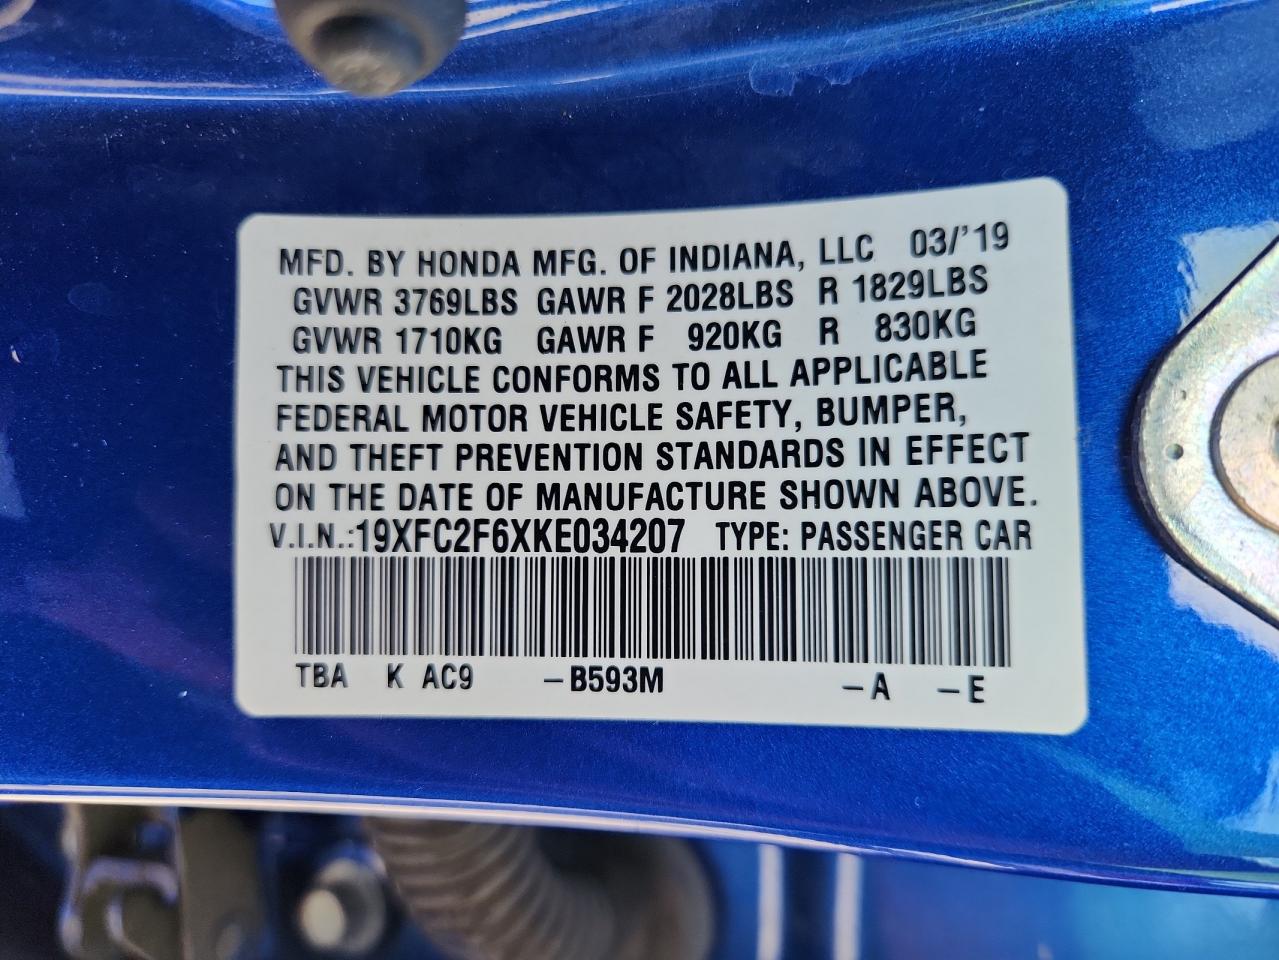 MFD. BY HONDA MFG. OF INDIANA, LLC 03/'19
GVWR 3769LBS GAWR F 2028LBS R 1829LBS
GVWR 1710KG GAWR F 920KG R 830KG
THIS VEHICLE CONFORMS TO ALL APPLICABLE
FEDERAL MOTOR VEHICLE SAFETY, BUMPER,
AND THEFT PREVENTION STANDARDS IN EFFECT
ON THE DATE OF MANUFACTURE SHOWN ABOVE.
V.I.N.:19XFC2F6XKE034207 TYPE: PASSENGER CAR
TBA K AC9 –B593M –A –E